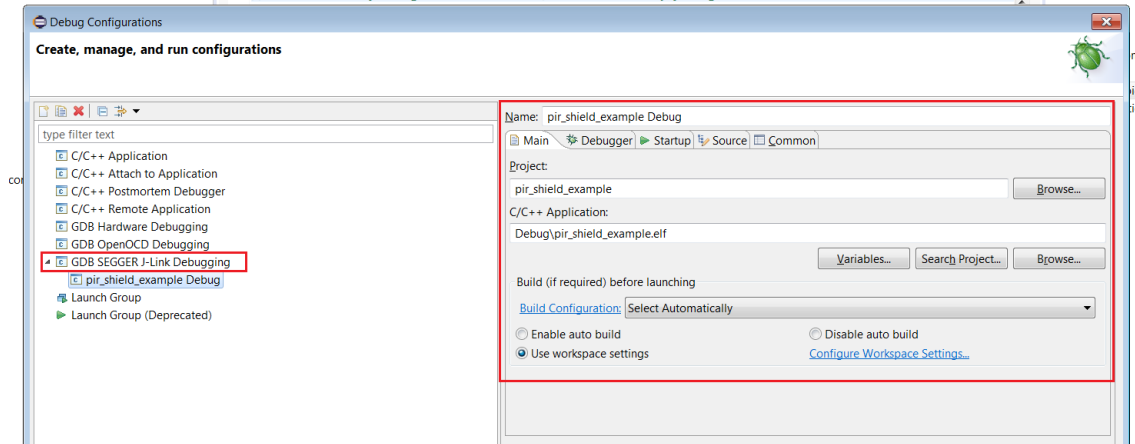 Debug Configurations
Create, manage, and run configurations
type filter text
C/C++ Application
C/C++ Attach to Application
C/C++ Postmortem Debugger
C/C++ Remote Application
GDB Hardware Debugging
GDB OpenOCD Debugging
GDB SEGGER J-Link Debugging
pir_shield_example Debug
Launch Group
Launch Group (Deprecated)
Name: pir_shield_example Debug
Main Debugger Startup Source Common
Project:
pir_shield_example Browse...
C/C++ Application:
Debug\pir_shield_example.elf
Variables... Search Project... Browse...
Build (if required) before launching
Build Configuration: Select Automatically
Enable auto build Disable auto build
Use workspace settings Configure Workspace Settings...